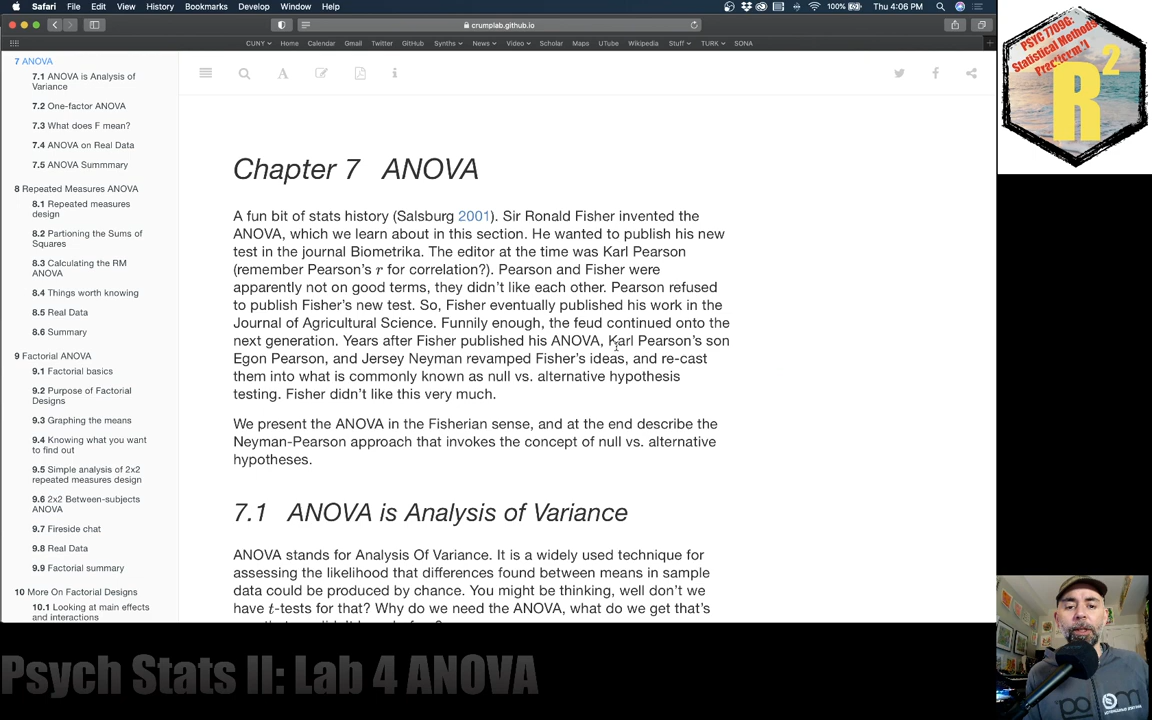 Safari File Edit View History Bookmarks Develop Window Help
100% Thu 4:06 PM
crumplab.github.io
CUNY Home Calendar Gmail Twitter GitHub Synths News Video Scholar Maps UTube Wikipedia Stuff TURK SONA
7 ANOVA
7.1 ANOVA is Analysis of
Variance
7.2 One-factor ANOVA
7.3 What does F mean?
7.4 ANOVA on Real Data
7.5 ANOVA Summmary
8 Repeated Measures ANOVA
8.1 Repeated measures
design
8.2 Partioning the Sums of
Squares
8.3 Calculating the RM
ANOVA
8.4 Things worth knowing
8.5 Real Data
8.6 Summary
9 Factorial ANOVA
9.1 Factorial basics
9.2 Purpose of Factorial
Designs
9.3 Graphing the means
9.4 Knowing what you want
to find out
9.5 Simple analysis of 2x2
repeated measures design
9.6 2x2 Between-subjects
ANOVA
9.7 Fireside chat
9.8 Real Data
9.9 Factorial summary
10 More On Factorial Designs
10.1 Looking at main effects
and interactions
Chapter 7 ANOVA
A fun bit of stats history (Salsburg 2001). Sir Ronald Fisher invented the
ANOVA, which we learn about in this section. He wanted to publish his new
test in the journal Biometrika. The editor at the time was Karl Pearson
(remember Pearson's r for correlation?). Pearson and Fisher were
apparently not on good terms, they didn't like each other. Pearson refused
to publish Fisher's new test. So, Fisher eventually published his work in the
Journal of Agricultural Science. Funnily enough, the feud continued onto the
next generation. Years after Fisher published his ANOVA, Karl Pearson's son
Egon Pearson, and Jersey Neyman revamped Fisher's ideas, and re-cast
them into what is commonly known as null vs. alternative hypothesis
testing. Fisher didn't like this very much.
We present the ANOVA in the Fisherian sense, and at the end describe the
Neyman-Pearson approach that invokes the concept of null vs. alternative
hypotheses.
7.1 ANOVA is Analysis of Variance
ANOVA stands for Analysis Of Variance. It is a widely used technique for
assessing the likelihood that differences found between means in sample
data could be produced by chance. You might be thinking, well don't we
have t-tests for that? Why do we need the ANOVA, what do we get that's
PSYC 7709G:
Statistical Methods
R2
Psych Stats II: Lab 4 ANOVA